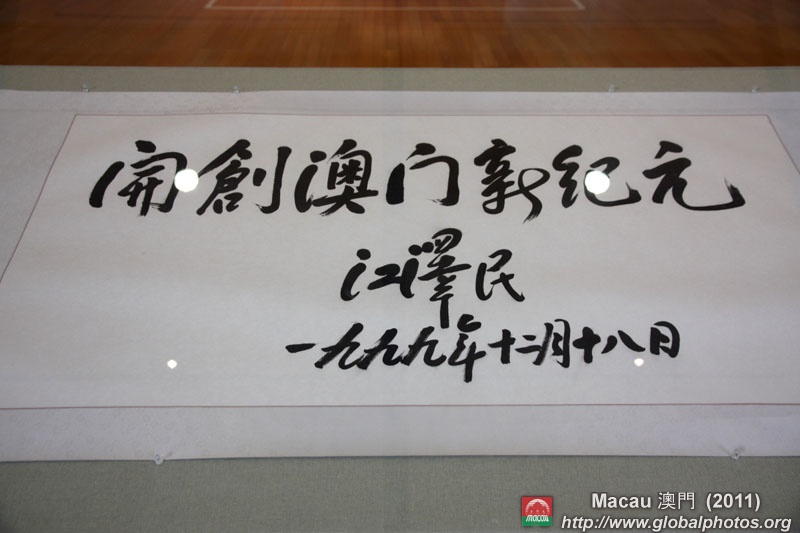 開創澳门新纪元
江澤民
一九九九年十二月十八日
MACAU
Macau 澳門 (2011)
http://www.globalphotos.org